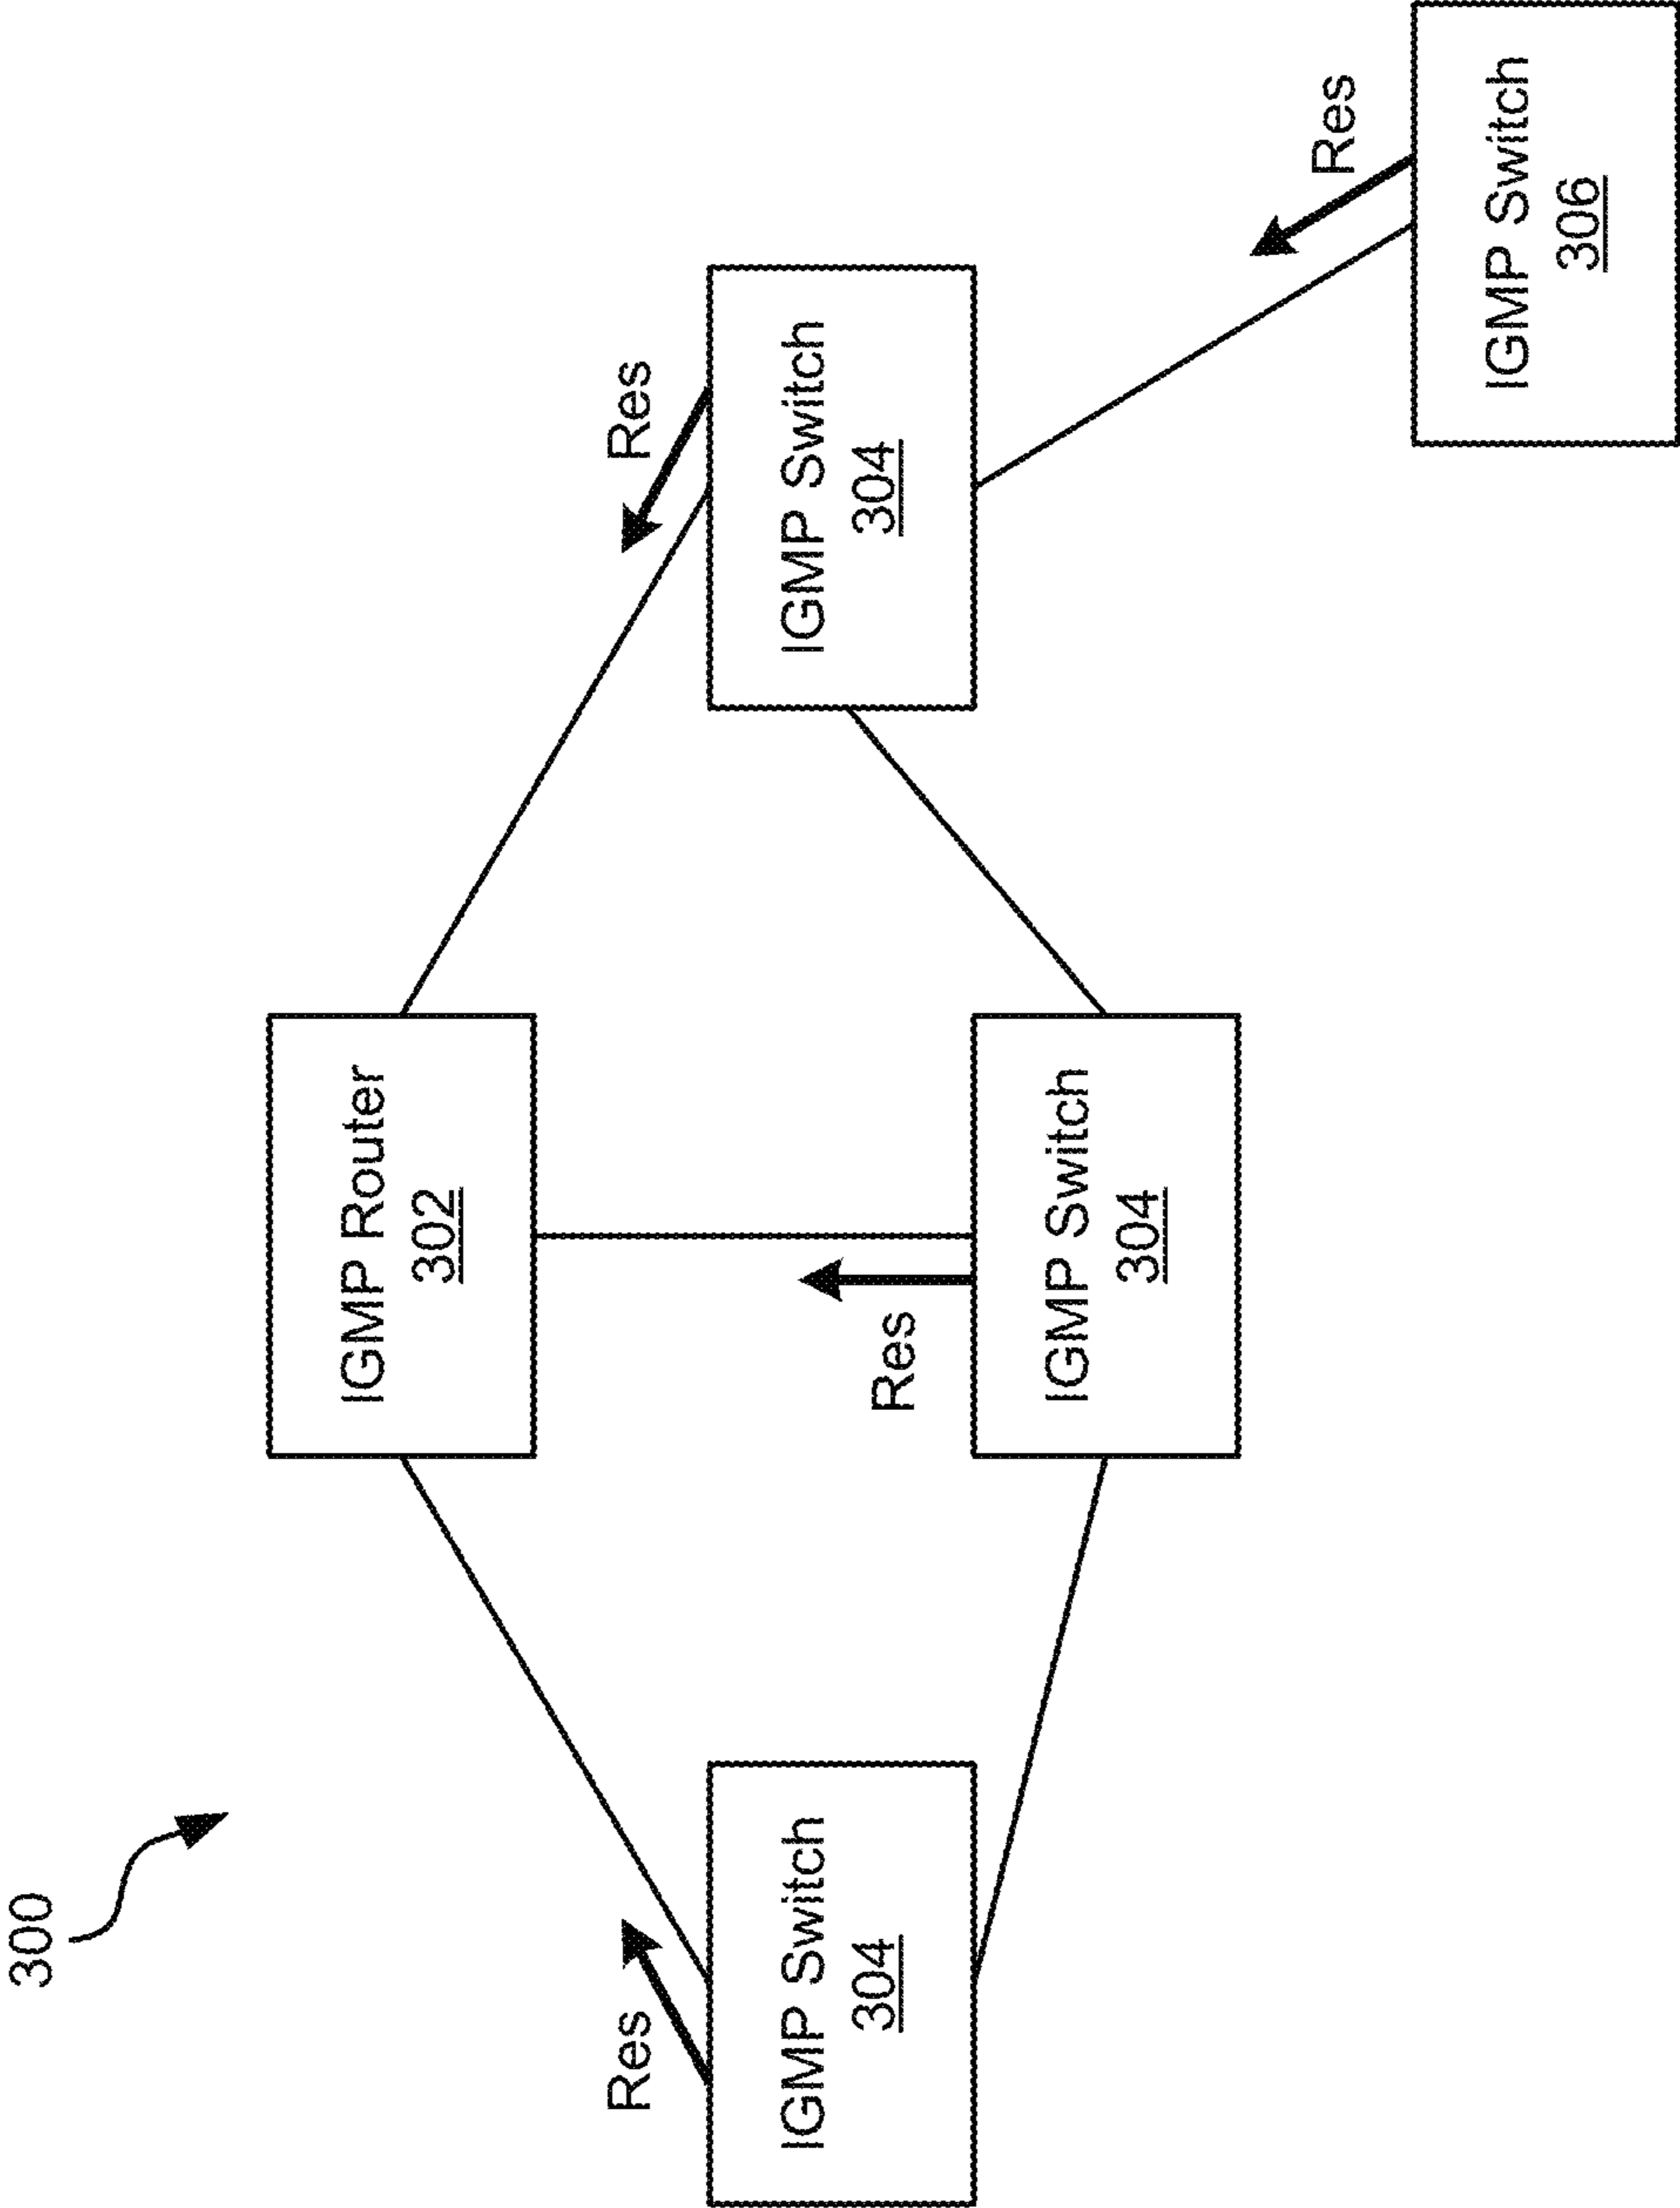 300
IGMP Router
302
Res
IGMP Switch
304
Res
IGMP Switch
304
Res
IGMP Switch
304
Res
IGMP Switch
306